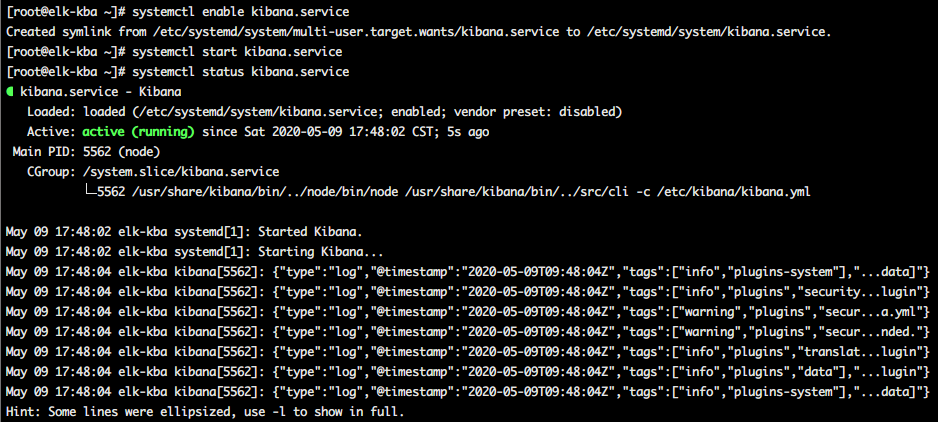 [root@elk-kba ~]# systemctl enable kibana.service
Created symlink from /etc/systemd/system/multi-user.target.wants/kibana.service to /etc/systemd/system/kibana.service.
[root@elk-kba ~]# systemctl start kibana.service
[root@elk-kba ~]# systemctl status kibana.service
● kibana.service - Kibana
   Loaded: loaded (/etc/systemd/system/kibana.service; enabled; vendor preset: disabled)
   Active: active (running) since Sat 2020-05-09 17:48:02 CST; 5s ago
 Main PID: 5562 (node)
   CGroup: /system.slice/kibana.service
           └─5562 /usr/share/kibana/bin/../node/bin/node /usr/share/kibana/bin/../src/cli -c /etc/kibana/kibana.yml
May 09 17:48:02 elk-kba systemd[1]: Started Kibana.
May 09 17:48:02 elk-kba systemd[1]: Starting Kibana...
May 09 17:48:04 elk-kba kibana[5562]: {"type":"log","@timestamp":"2020-05-09T09:48:04Z","tags":["info","plugins-system"],"...data]"}
May 09 17:48:04 elk-kba kibana[5562]: {"type":"log","@timestamp":"2020-05-09T09:48:04Z","tags":["info","plugins","security...lugin"}
May 09 17:48:04 elk-kba kibana[5562]: {"type":"log","@timestamp":"2020-05-09T09:48:04Z","tags":["warning","plugins","secur...a.yml"}
May 09 17:48:04 elk-kba kibana[5562]: {"type":"log","@timestamp":"2020-05-09T09:48:04Z","tags":["warning","plugins","secur...nded."}
May 09 17:48:04 elk-kba kibana[5562]: {"type":"log","@timestamp":"2020-05-09T09:48:04Z","tags":["info","plugins","translat...lugin"}
May 09 17:48:04 elk-kba kibana[5562]: {"type":"log","@timestamp":"2020-05-09T09:48:04Z","tags":["info","plugins","data"],"...lugin"}
May 09 17:48:04 elk-kba kibana[5562]: {"type":"log","@timestamp":"2020-05-09T09:48:04Z","tags":["info","plugins-system"],"...data]"}
Hint: Some lines were ellipsized, use -l to show in full.